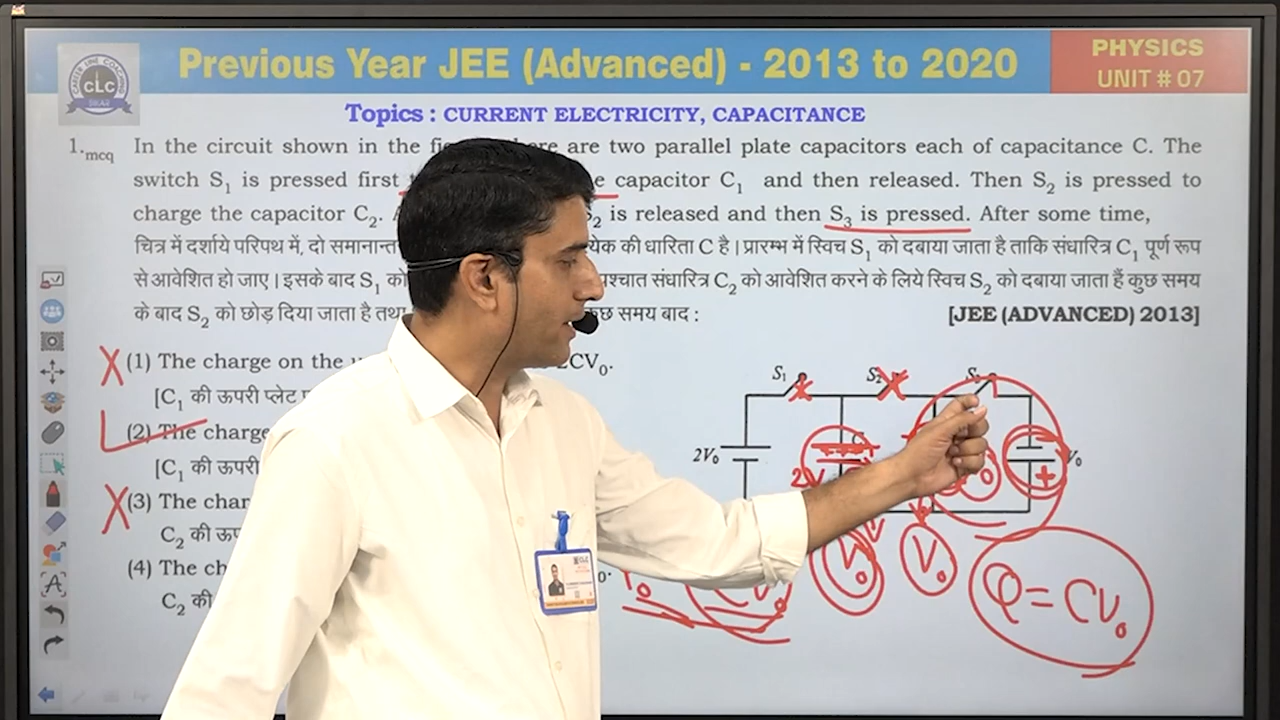 Previous Year JEE (Advanced) - 2013 to 2020
PHYSICS
UNIT # 07
CLC
SIKAR
Topics : CURRENT ELECTRICITY, CAPACITANCE
1. mcq In the circuit shown in the are two parallel plate capacitors each of capacitance C. The
switch S1 is pressed first capacitor C1 and then released. Then S2 is pressed to
charge the capacitor C2. is released and then S3 is pressed. After some time,
चित्र में दर्शाये परिपथ में, दो समानान्त की धारिता C है। प्रारम्भ में स्विच S1 को दबाया जाता है ताकि संधारित्र C1 पूर्ण रूप
से आवेशित हो जाए। इसके बाद S1 को संधारित्र C2 को आवेशित करने के लिये स्विच S2 को दबाया जाता हैं कुछ समय
के बाद S2 को छोड़ दिया जाता है तथा समय बाद :
[JEE (ADVANCED) 2013]
(1) The charge on the CV0.
[C1 की ऊपरी प्लेट
(2) The charge
[C1 की ऊपरी
(3) The char
C2 की
(4) The ch
C2 की
S1
S2
2V0
V0
V0
V0
Q = CV0